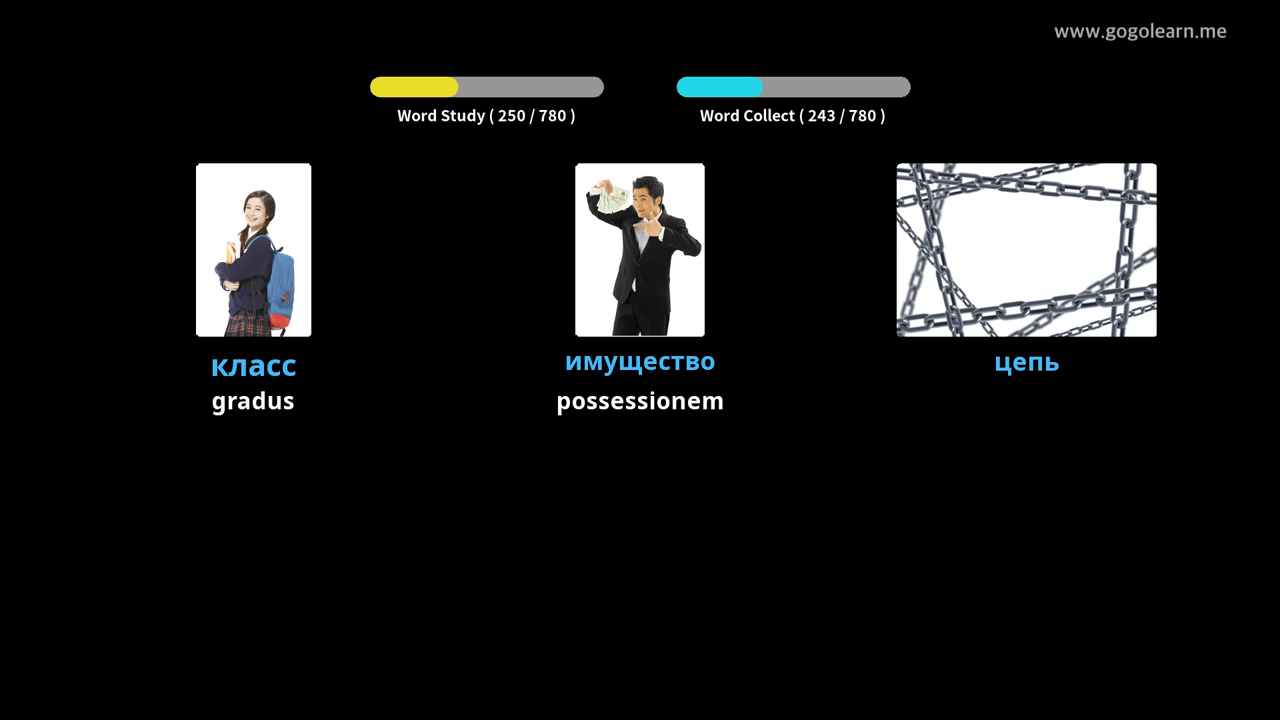 www.gogolearn.me
Word Study ( 250 / 780 )
Word Collect ( 243 / 780 )
класс
имущество
цепь
gradus
possessionem